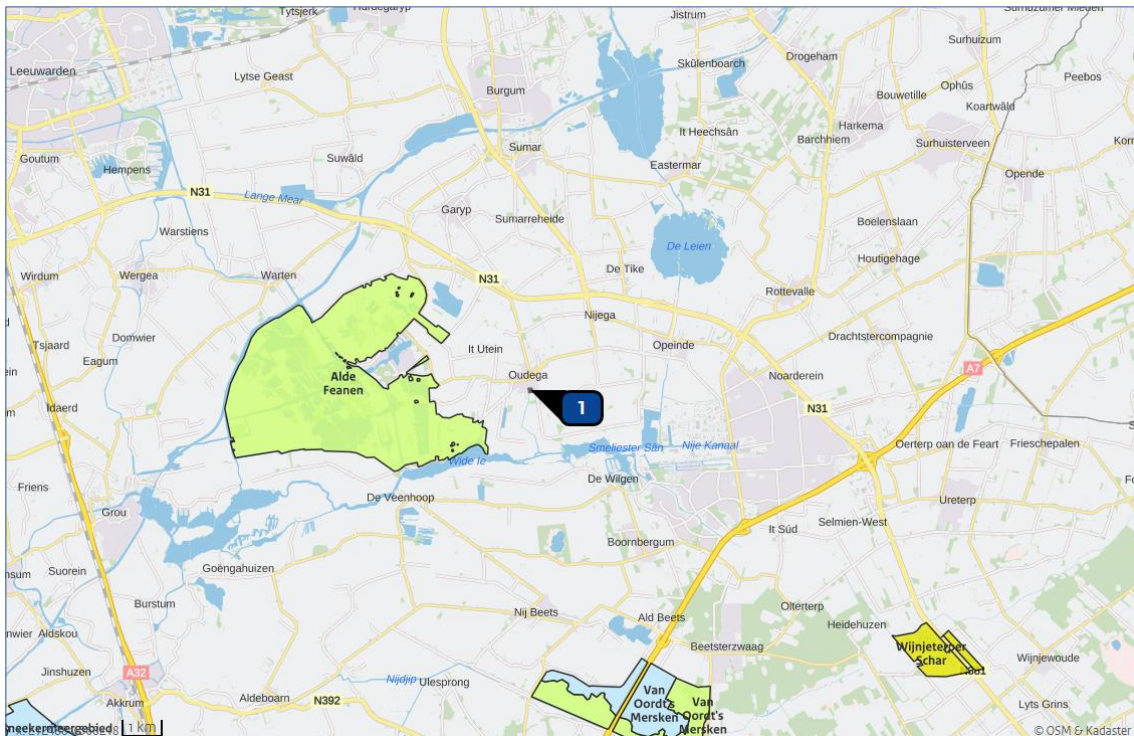 Tytsjerk
Jistrum
Surhuizum
Drogeham
Leeuwarden
Lytse Geast
Skûlenboarch
Peebos
Burgum
Ophûs
Bouwetille
Koartwâld
It Heechsân
Harkema
Goutum
Sumar
Barchhiem
Surhuisterveen
Suwâld
Hempens
Eastermar
Opende
N31
Lange Mear
Garyp
Sumarreheide
Boelenslaan
Warstiens
De Leien
Houtigehage
Wirdum
Wergea
Warten
De Tike
N31
Rottevalle
Nijega
Domwier
Drachtstercompagnie
Tsjaard
It Utein
Opeinde
Eagum
A7
Alde
Feanen
Oudega
Noarderein
Idaerd
1
N31
Smeliester Sân
Nije Kanaal
Oerterp oan de Feart
Frieschepalen
Wide Ie
De Wilgen
Friens
De Veenhoop
Ureterp
Grou
Selmien-West
It Súd
Boornbergum
Suorein
Goëngahuizen
Burstum
Nij Beets
Ald Beets
Olterterp
Heidehuzen
Aldskou
Beetsterzwaag
Wijnjeterper
Schar
Wijnjewoude
Jinshuzen
A32
Nijdjip
Ulesprong
Akkrum
Aldeboarn
N392
Van
Oordt's
Mersken
Van
Oordt's
Mersken
Lyts Grins
1 km
© OSM & Kadaster